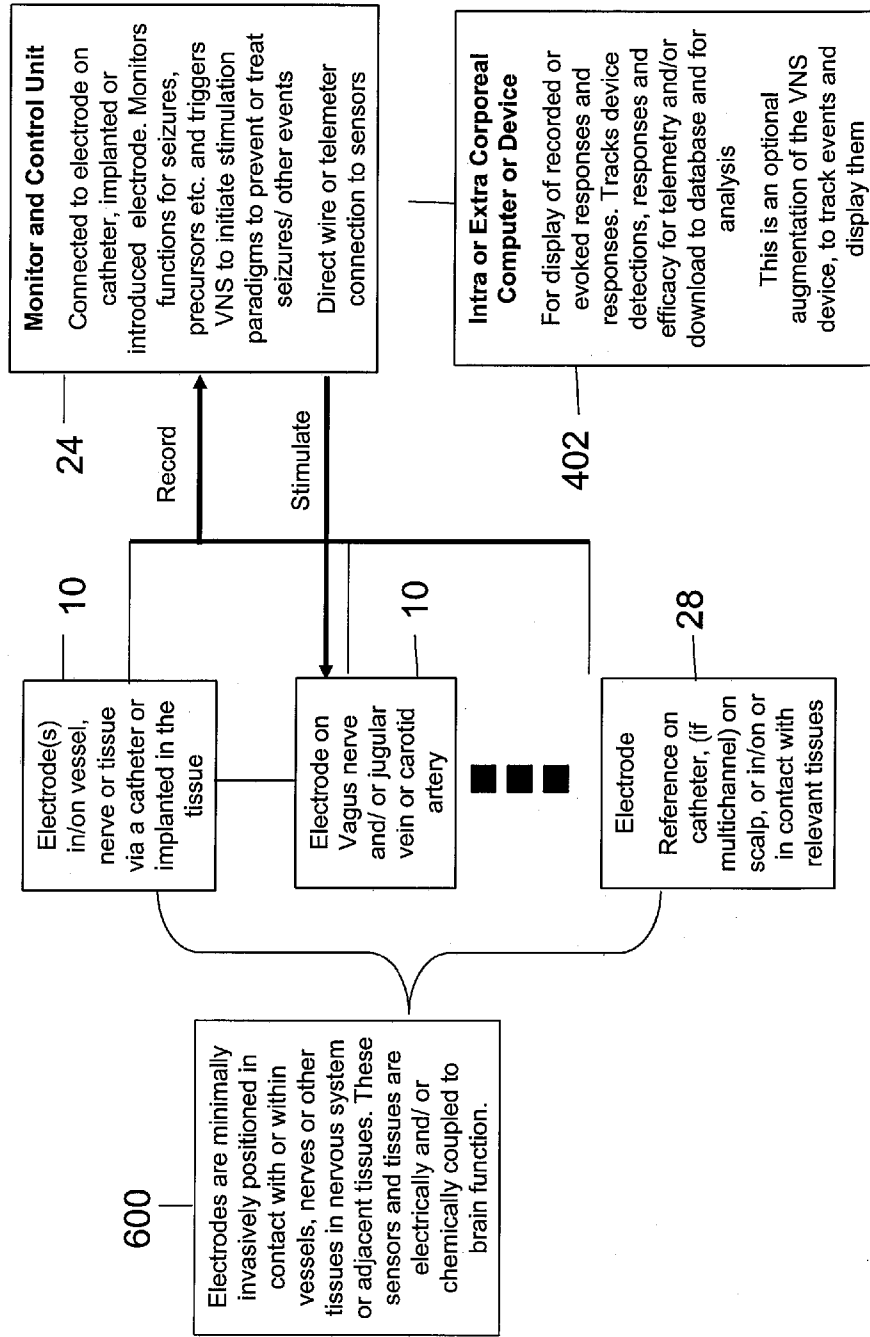 600
Electrodes are minimally
invasively positioned in
contact with or within
vessels, nerves or other
tissues in nervous system
or adjacent tissues. These
sensors and tissues are
electrically and/ or
chemically coupled to
brain function.
10
Electrode(s)
in/on vessel,
nerve or tissue
via a catheter or
implanted in the
tissue
Electrode on
Vagus nerve
and/ or jugular
vein or carotid
artery
10
Electrode
Reference on
catheter, (if
multichannel) on
scalp, or in/on or
in contact with
relevant tissues
28
Record
Stimulate
24
Monitor and Control Unit
Connected to electrode on
catheter, implanted or
introduced electrode. Monitors
functions for seizures,
precursors etc. and triggers
VNS to initiate stimulation
paradigms to prevent or treat
seizures/ other events
Direct wire or telemeter
connection to sensors
402
Intra or Extra Corporeal
Computer or Device
For display of recorded or
evoked responses and
responses. Tracks device
detections, responses and
efficacy for telemetry and/or
download to database and for
analysis
This is an optional
augmentation of the VNS
device, to track events and
display them